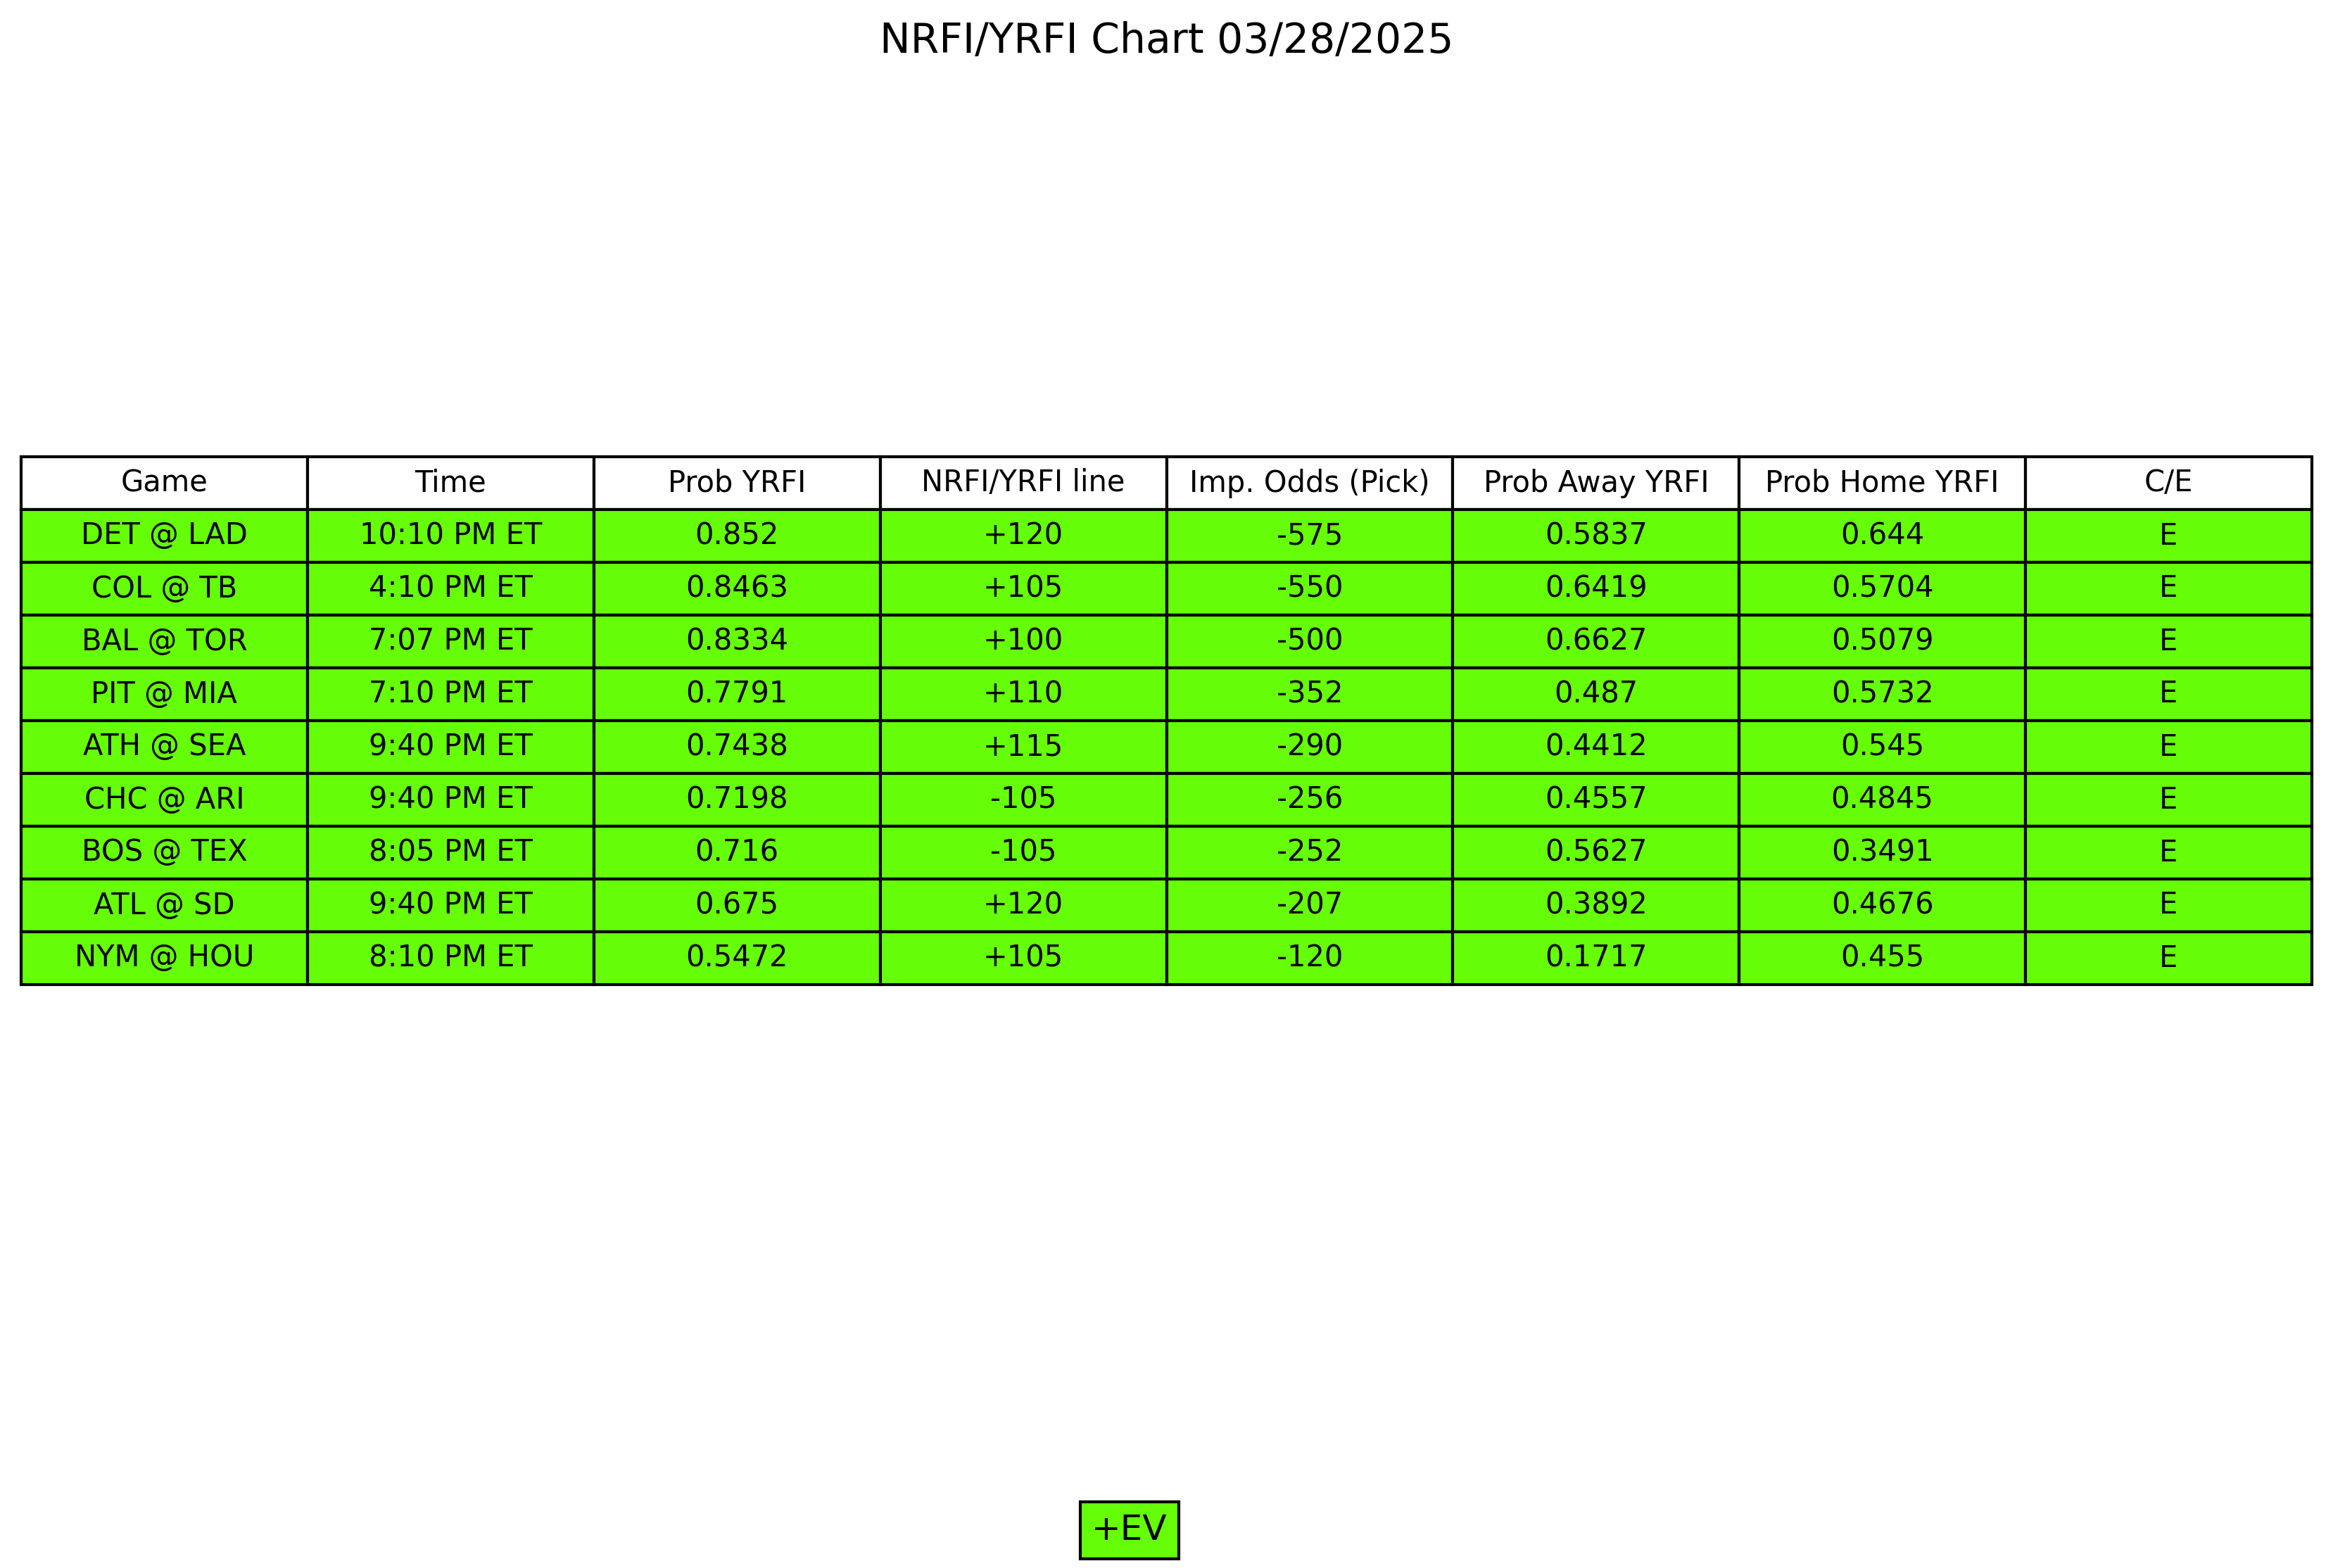 NRFI/YRFI Chart 03/28/2025
Game Time Prob YRFI NRFI/YRFI line Imp. Odds (Pick) Prob Away YRFI Prob Home YRFI C/E
DET @ LAD 10:10 PM ET 0.852 +120 -575 0.5837 0.644 E
COL @ TB 4:10 PM ET 0.8463 +105 -550 0.6419 0.5704 E
BAL @ TOR 7:07 PM ET 0.8334 +100 -500 0.6627 0.5079 E
PIT @ MIA 7:10 PM ET 0.7791 +110 -352 0.487 0.5732 E
ATH @ SEA 9:40 PM ET 0.7438 +115 -290 0.4412 0.545 E
CHC @ ARI 9:40 PM ET 0.7198 -105 -256 0.4557 0.4845 E
BOS @ TEX 8:05 PM ET 0.716 -105 -252 0.5627 0.3491 E
ATL @ SD 9:40 PM ET 0.675 +120 -207 0.3892 0.4676 E
NYM @ HOU 8:10 PM ET 0.5472 +105 -120 0.1717 0.455 E
+EV